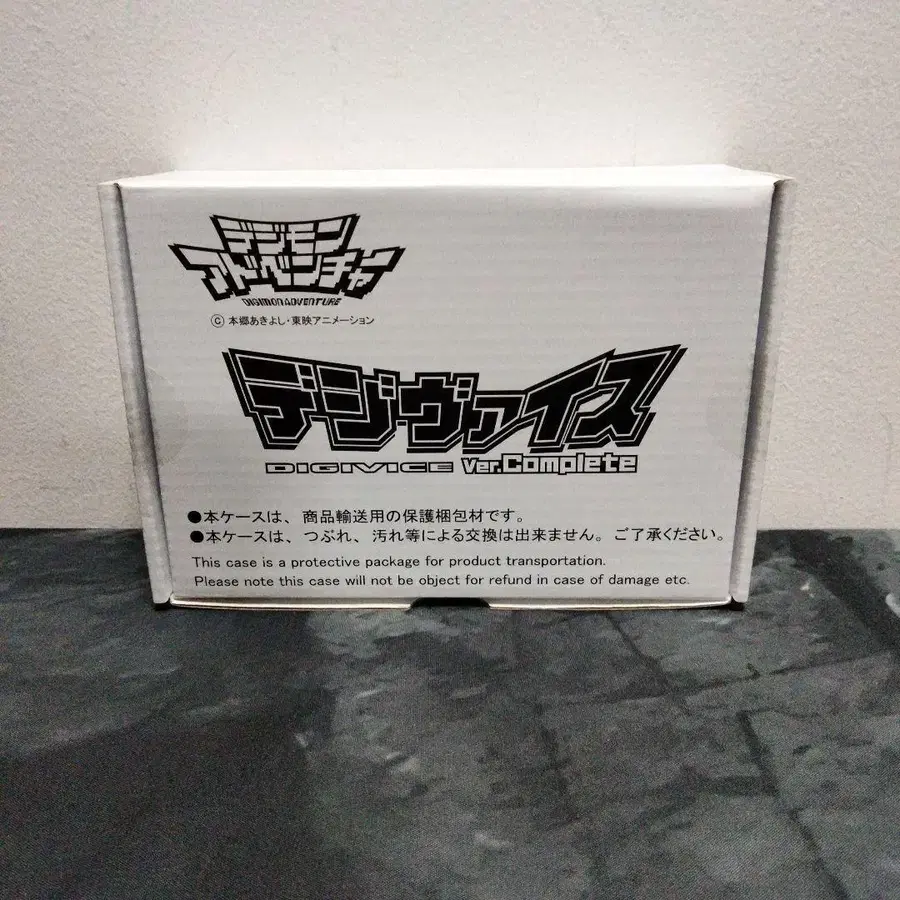 デジモン
アドベンチャー
DIGIMON ADVENTURE
© 本郷あきよし・東映アニメーション
デジヴァイス
DIGIVICE Ver.Complete
●本ケースは、商品輸送用の保護梱包材です。
●本ケースは、つぶれ、汚れ等による交換は出来ません。ご了承ください。
This case is a protective package for product transportation.
Please note this case will not be object for refund in case of damage etc.